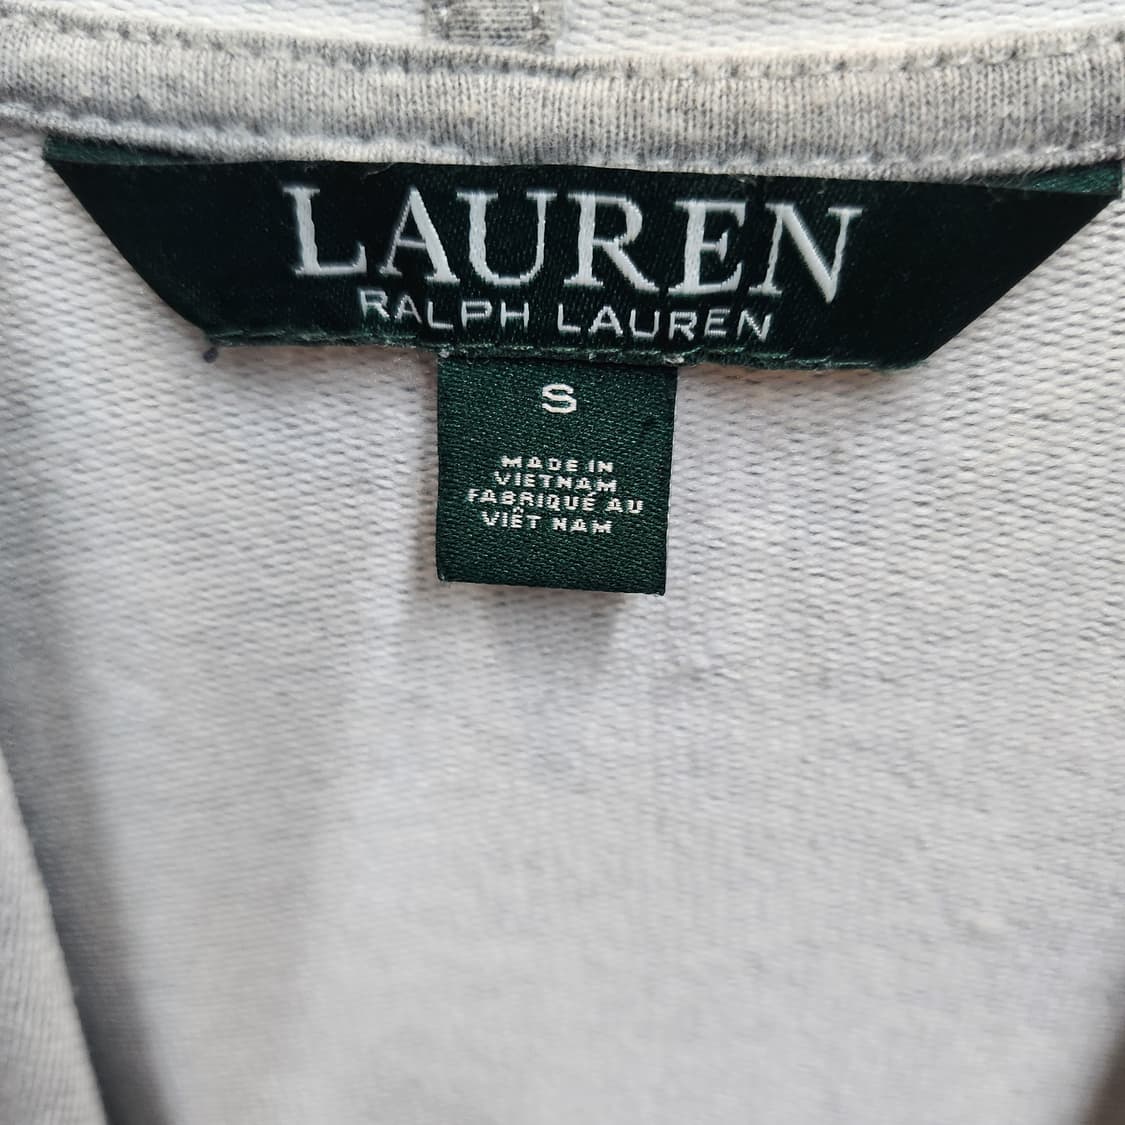 LAUREN
RALPH LAUREN
S
MADE IN
VIETNAM
FABRIQUÉ AU
VIÊT NAM